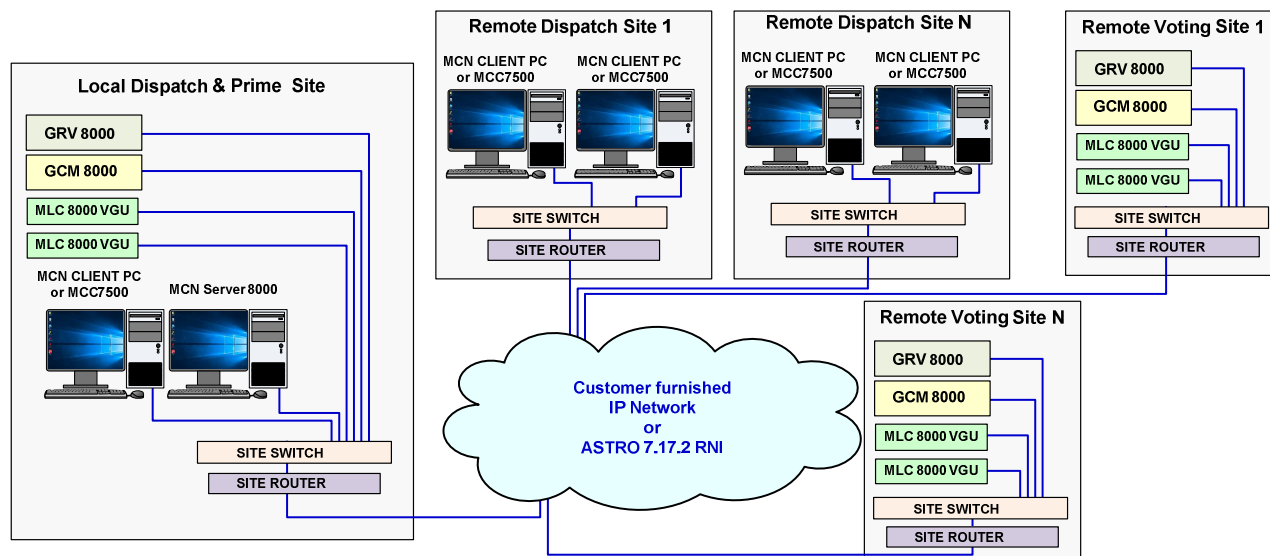 Local Dispatch & Prime Site
GRV 8000
GCM 8000
MLC 8000 VGU
MLC 8000 VGU
MCN CLIENT PC
or MCC7500
MCN Server 8000
SITE SWITCH
SITE ROUTER
Remote Dispatch Site 1
MCN CLIENT PC
or MCC7500
MCN CLIENT PC
or MCC7500
SITE SWITCH
SITE ROUTER
Remote Dispatch Site N
MCN CLIENT PC
or MCC7500
MCN CLIENT PC
or MCC7500
SITE SWITCH
SITE ROUTER
Remote Voting Site 1
GRV 8000
GCM 8000
MLC 8000 VGU
MLC 8000 VGU
SITE SWITCH
SITE ROUTER
Customer furnished
IP Network
or
ASTRO 7.17.2 RNI
Remote Voting Site N
GRV 8000
GCM 8000
MLC 8000 VGU
MLC 8000 VGU
SITE SWITCH
SITE ROUTER